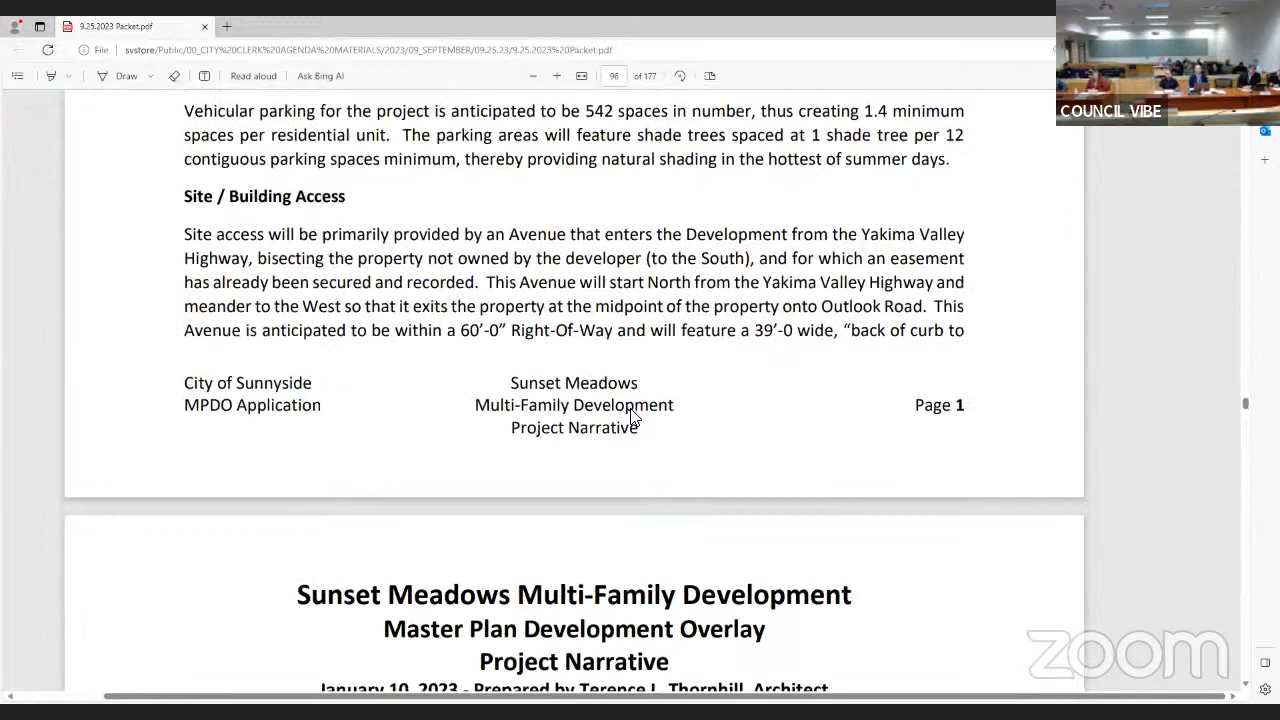 9.25.2023 Packet.pdf
File
svstore/Public/00_CITY%20CLERK%20AGENDA%20MATERIALS/2023/09_SEPTEMBER/09.25.23/9.25.2023%20Packet.pdf
Draw
Read aloud
Ask Bing AI
96 of 177
COUNCIL VIBE
Vehicular parking for the project is anticipated to be 542 spaces in number, thus creating 1.4 minimum
spaces per residential unit. The parking areas will feature shade trees spaced at 1 shade tree per 12
contiguous parking spaces minimum, thereby providing natural shading in the hottest of summer days.
Site / Building Access
Site access will be primarily provided by an Avenue that enters the Development from the Yakima Valley
Highway, bisecting the property not owned by the developer (to the South), and for which an easement
has already been secured and recorded. This Avenue will start North from the Yakima Valley Highway and
meander to the West so that it exits the property at the midpoint of the property onto Outlook Road. This
Avenue is anticipated to be within a 60’-0” Right-Of-Way and will feature a 39’-0 wide, “back of curb to
City of Sunnyside
MPDO Application
Sunset Meadows
Multi-Family Development
Project Narrative
Page 1
Sunset Meadows Multi-Family Development
Master Plan Development Overlay
Project Narrative
January 10, 2023 - Prepared by Terence L. Thornhill, Architect
zoom